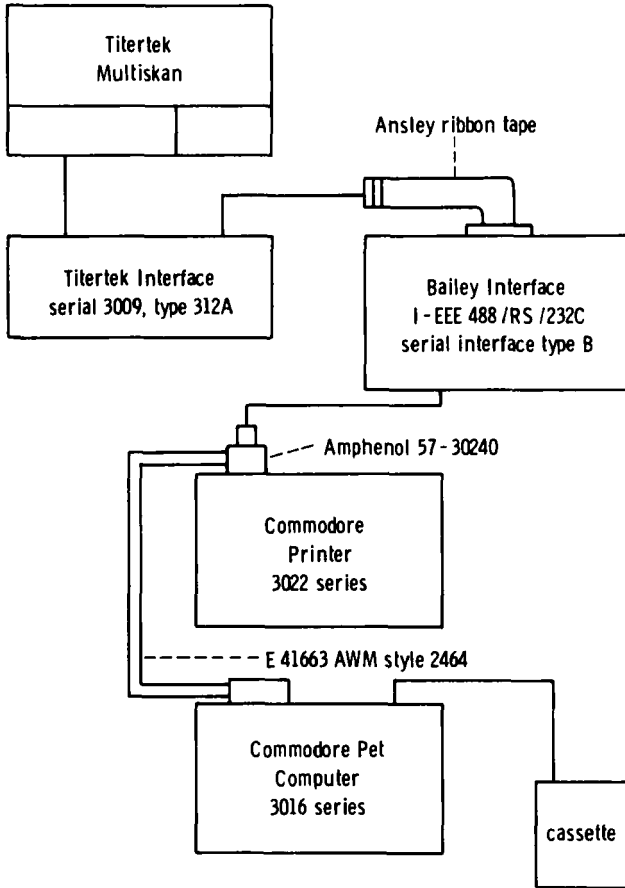 Titertek
Multiskan
Ansley ribbon tape
Titertek Interface
serial 3009, type 312A
Bailey Interface
I-EEE 488/RS/232C
serial interface type B
Amphenol 57-30240
Commodore
Printer
3022 series
E 41663 AWM style 2464
Commodore Pet
Computer
3016 series
cassette